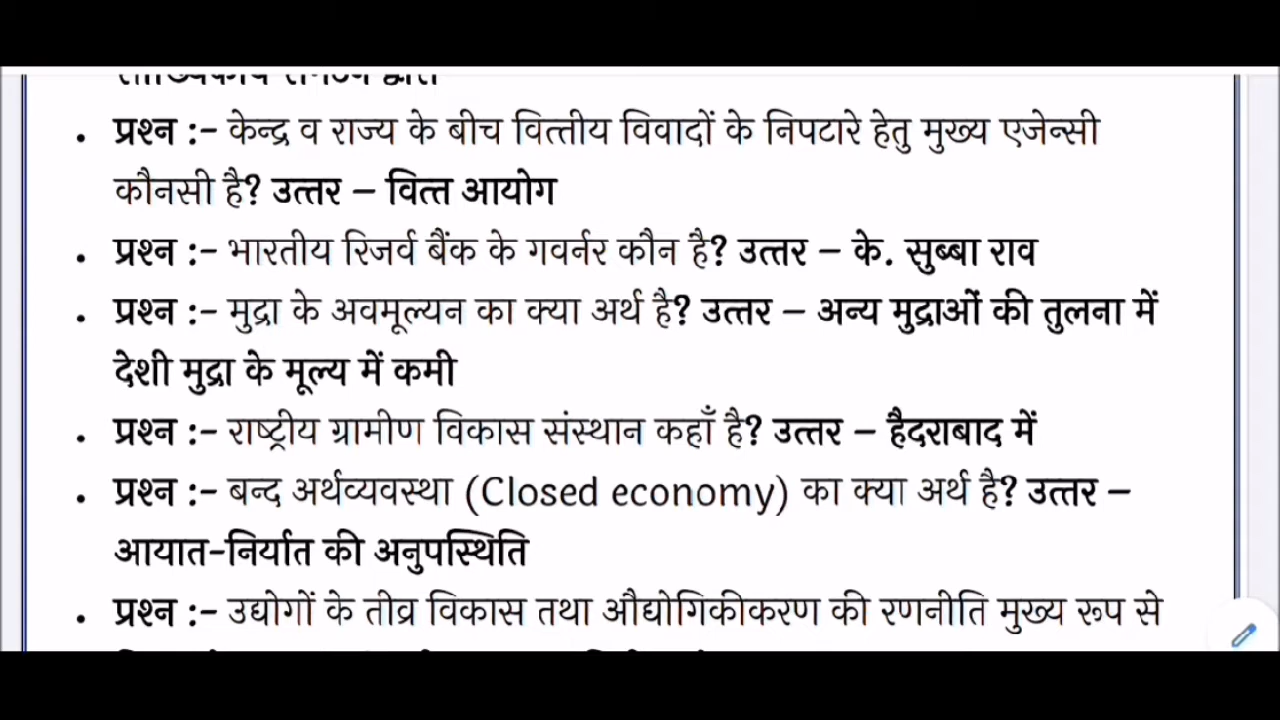 प्रश्न :- केन्द्र व राज्य के बीच वित्तीय विवादों के निपटारे हेतु मुख्य एजेन्सी
कौनसी है? उत्तर – वित्त आयोग
प्रश्न :- भारतीय रिजर्व बैंक के गवर्नर कौन है? उत्तर – के. सुब्बा राव
प्रश्न :- मुद्रा के अवमूल्यन का क्या अर्थ है? उत्तर – अन्य मुद्राओं की तुलना में
देशी मुद्रा के मूल्य में कमी
प्रश्न :- राष्ट्रीय ग्रामीण विकास संस्थान कहाँ है? उत्तर – हैदराबाद में
प्रश्न :- बन्द अर्थव्यवस्था (Closed economy) का क्या अर्थ है? उत्तर –
आयात-निर्यात की अनुपस्थिति
प्रश्न :- उद्योगों के तीव्र विकास तथा औद्योगिकीकरण की रणनीति मुख्य रूप से